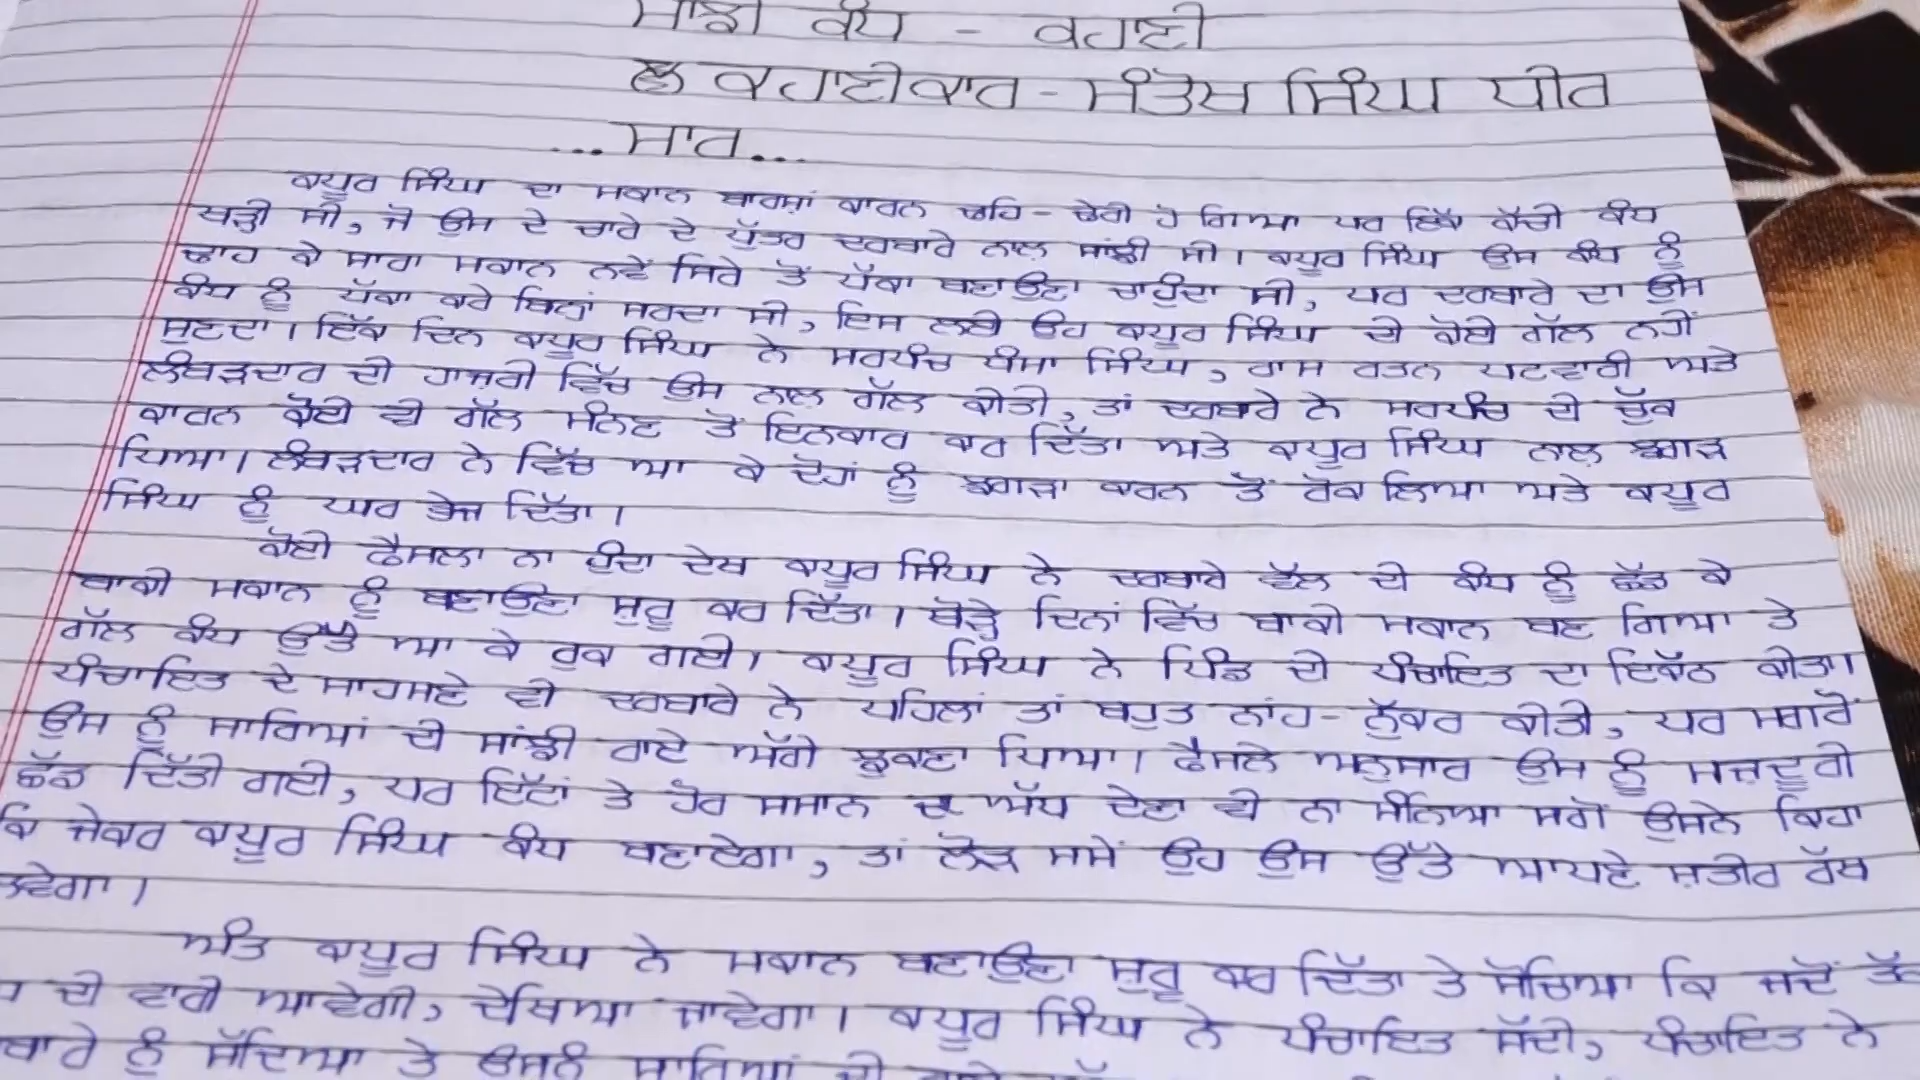 ਸਾਂਝੀ ਕੰਧ - ਕਹਾਣੀ
ਕਹਾਣੀਕਾਰ - ਸੰਤੋਖ ਸਿੰਘ ਧੀਰ
...ਸਾਰ...
ਕਪੂਰ ਸਿੰਘ ਦਾ ਮਕਾਨ ਬਾਰਸ਼ਾਂ ਕਾਰਨ ਢਹਿ - ਢੇਰੀ ਹੋ ਗਿਆ ਪਰ ਇੱਕ ਕੱਚੀ ਕੰਧ
ਖੜ੍ਹੀ ਸੀ, ਜੋ ਉਸ ਦੇ ਚਾਚੇ ਦੇ ਪੁੱਤਰ ਦਰਬਾਰੇ ਨਾਲ਼ ਸਾਂਝੀ ਸੀ। ਕਪੂਰ ਸਿੰਘ ਉਸ ਕੰਧ ਨੂੰ
ਢਾਹ ਕੇ ਸਾਰਾ ਮਕਾਨ ਨਵੇਂ ਸਿਰੇ ਤੋਂ ਪੱਕਾ ਬਣਾਉਣਾ ਚਾਹੁੰਦਾ ਸੀ, ਪਰ ਦਰਬਾਰੇ ਦਾ ਉਸ
ਕੰਧ ਨੂੰ ਪੱਕਾ ਕਰੇ ਬਿਨਾਂ ਸਰਦਾ ਸੀ, ਇਸ ਲਈ ਉਹ ਕਪੂਰ ਸਿੰਘ ਦੀ ਕੋਈ ਗੱਲ ਨਹੀਂ
ਸੁਣਦਾ। ਇੱਕ ਦਿਨ ਕਪੂਰ ਸਿੰਘ ਨੇ ਸਰਪੰਚ ਧੰਮਾ ਸਿੰਘ, ਰਾਮ ਰਤਨ ਪਟਵਾਰੀ ਅਤੇ
ਲੰਬੜਦਾਰ ਦੀ ਹਾਜ਼ਰੀ ਵਿੱਚ ਉਸ ਨਾਲ਼ ਗੱਲ ਕੀਤੀ, ਤਾਂ ਦਰਬਾਰੇ ਨੇ ਸਰਪੰਚ ਦੀ ਚੁੱਕ
ਕਾਰਨ ਕੋਈ ਵੀ ਗੱਲ ਮੰਨਣ ਤੋਂ ਇਨਕਾਰ ਕਰ ਦਿੱਤਾ ਅਤੇ ਕਪੂਰ ਸਿੰਘ ਨਾਲ਼ ਝਗੜ
ਪਿਆ। ਲੰਬੜਦਾਰ ਨੇ ਵਿੱਚ ਆ ਕੇ ਦੋਹਾਂ ਨੂੰ ਝਗੜਾ ਕਰਨ ਤੋਂ ਰੋਕ ਲਿਆ ਅਤੇ ਕਪੂਰ
ਸਿੰਘ ਨੂੰ ਘਰ ਭੇਜ ਦਿੱਤਾ।
ਕੋਈ ਫੈਸਲਾ ਨਾ ਹੁੰਦਾ ਦੇਖ ਕਪੂਰ ਸਿੰਘ ਨੇ ਦਰਬਾਰੇ ਵੱਲ ਦੀ ਕੰਧ ਨੂੰ ਛੱਡ ਕੇ
ਬਾਕੀ ਮਕਾਨ ਨੂੰ ਬਣਾਉਣਾ ਸ਼ੁਰੂ ਕਰ ਦਿੱਤਾ। ਥੋੜ੍ਹੇ ਦਿਨਾਂ ਵਿੱਚ ਬਾਕੀ ਮਕਾਨ ਬਣ ਗਿਆ ਤੇ
ਗੱਲ ਕੰਧ ਉੱਤੇ ਆ ਕੇ ਰੁਕ ਗਈ। ਕਪੂਰ ਸਿੰਘ ਨੇ ਪਿੰਡ ਦੀ ਪੰਚਾਇਤ ਦਾ ਇਕੱਠ ਕੀਤਾ।
ਪੰਚਾਇਤ ਦੇ ਸਾਹਮਣੇ ਵੀ ਦਰਬਾਰੇ ਨੇ ਪਹਿਲਾਂ ਤਾਂ ਬਹੁਤ ਨਾਂਹ - ਨੁੱਕਰ ਕੀਤੀ, ਪਰ ਮਗਰੋਂ
ਉਸ ਨੂੰ ਸਾਰਿਆਂ ਦੀ ਸਾਂਝੀ ਰਾਏ ਅੱਗੇ ਝੁਕਣਾ ਪਿਆ। ਫੈਸਲੇ ਅਨੁਸਾਰ ਉਸ ਨੂੰ ਮਜ਼ਦੂਰੀ
ਛੱਡ ਦਿੱਤੀ ਗਈ, ਪਰ ਇੱਟਾਂ ਤੇ ਹੋਰ ਸਮਾਨ ਦਾ ਅੱਧ ਦੇਣਾ ਵੀ ਨਾ ਮੰਨਿਆ ਸਗੋਂ ਉਸਨੇ ਕਿਹਾ
ਕਿ ਜੇਕਰ ਕਪੂਰ ਸਿੰਘ ਕੰਧ ਬਣਾਏਗਾ, ਤਾਂ ਲੋੜ ਸਮੇਂ ਉਹ ਉਸ ਉੱਤੇ ਆਪਣੇ ਸ਼ਤੀਰ ਰੱਖ
ਲਵੇਗਾ।
ਅੰਤ ਕਪੂਰ ਸਿੰਘ ਨੇ ਮਕਾਨ ਬਣਾਉਣਾ ਸ਼ੁਰੂ ਕਰ ਦਿੱਤਾ ਤੇ ਸੋਚਿਆ ਕਿ ਜਦੋਂ
ਦੀ ਵਾਰੀ ਆਵੇਗੀ, ਦੇਖਿਆ ਜਾਵੇਗਾ। ਕਪੂਰ ਸਿੰਘ ਨੇ ਪੰਚਾਇਤ ਸੱਦੀ, ਪੰਚਾਇਤ ਨੇ
ਨੂੰ ਸੱਦਿਆ ਤੇ ਉਸਨੂੰ ਸਾਰਿਆਂ ਦੀ